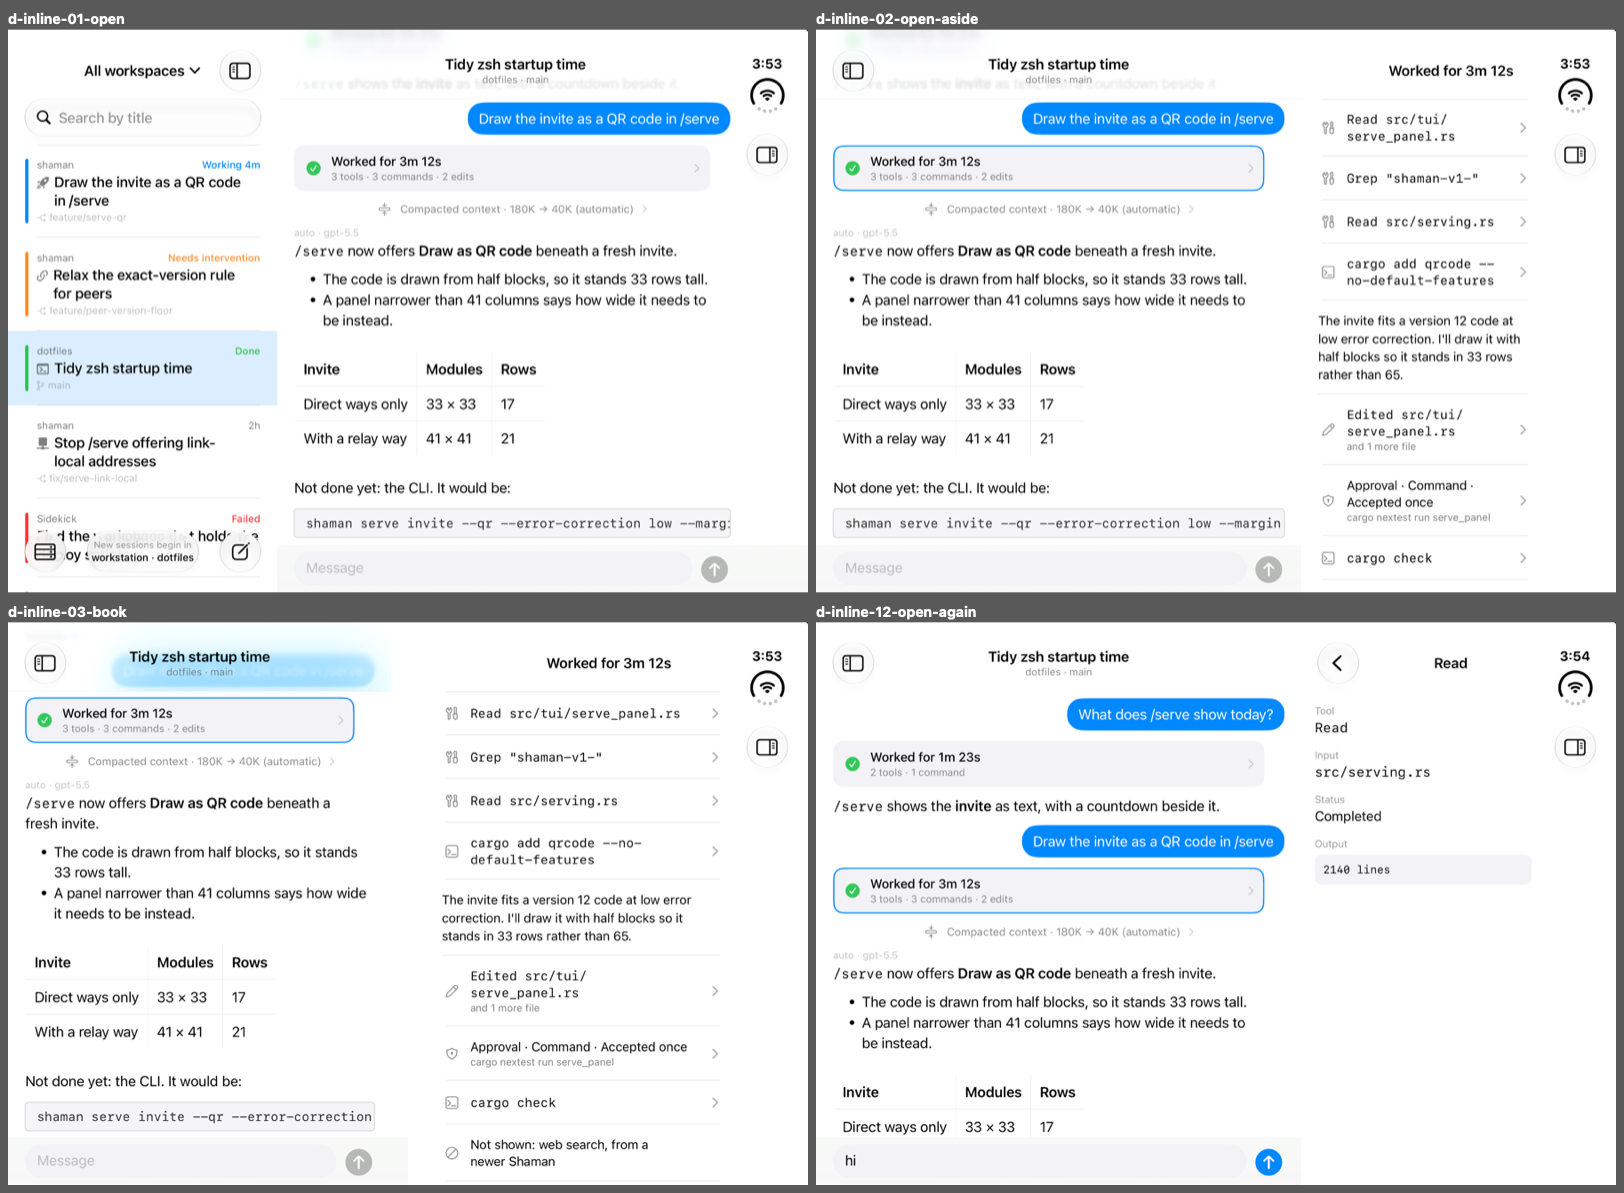 d-inline-01-open
All workspaces
Search by title
shaman
Working 4m
Draw the invite as a QR code
in /serve
feature/serve-qr
shaman
Needs intervention
Relax the exact-version rule
for peers
feature/peer-version-floor
dotfiles
Done
Tidy zsh startup time
main
shaman
2h
Stop /serve offering link-
local addresses
fix/serve-link-local
Sidekick
Failed
d the
t hold
New sessions begin in
workstation · dotfiles
Tidy zsh startup time
dotfiles · main
/serve shows the invite as text, with a countdown beside it.
3:53
Draw the invite as a QR code in /serve
Worked for 3m 12s
3 tools · 3 commands · 2 edits
Compacted context · 180K → 40K (automatic)
auto · gpt-5.5
/serve now offers Draw as QR code beneath a fresh invite.
• The code is drawn from half blocks, so it stands 33 rows tall.
• A panel narrower than 41 columns says how wide it needs to
be instead.
Invite Modules Rows
Direct ways only 33 × 33 17
With a relay way 41 × 41 21
Not done yet: the CLI. It would be:
shaman serve invite --qr --error-correction low --marg
Message
d-inline-02-open-aside
Tidy zsh startup time
dotfiles · main
/serve shows the invite as text, with a countdown beside it.
Draw the invite as a QR code in /serve
Worked for 3m 12s
3 tools · 3 commands · 2 edits
Compacted context · 180K → 40K (automatic)
auto · gpt-5.5
/serve now offers Draw as QR code beneath a fresh invite.
• The code is drawn from half blocks, so it stands 33 rows tall.
• A panel narrower than 41 columns says how wide it needs to
be instead.
Invite Modules Rows
Direct ways only 33 × 33 17
With a relay way 41 × 41 21
Not done yet: the CLI. It would be:
shaman serve invite --qr --error-correction low --margin
Message
Worked for 3m 12s
3:53
Read src/tui/
serve_panel.rs
Grep "shaman-v1-"
Read src/serving.rs
cargo add qrcode --
no-default-features
The invite fits a version 12 code at
low error correction. I'll draw it with
half blocks so it stands in 33 rows
rather than 65.
Edited src/tui/
serve_panel.rs
and 1 more file
Approval · Command ·
Accepted once
cargo nextest run serve_panel
cargo check
d-inline-03-book
Tidy zsh startup time
dotfiles · main
Worked for 3m 12s
3 tools · 3 commands · 2 edits
Compacted context · 180K → 40K (automatic)
auto · gpt-5.5
/serve now offers Draw as QR code beneath a
fresh invite.
• The code is drawn from half blocks, so it stands
33 rows tall.
• A panel narrower than 41 columns says how wide
it needs to be instead.
Invite Modules Rows
Direct ways only 33 × 33 17
With a relay way 41 × 41 21
Not done yet: the CLI. It would be:
shaman serve invite --qr --error-correction
Message
Worked for 3m 12s
3:53
Read src/tui/serve_panel.rs
Grep "shaman-v1-"
Read src/serving.rs
cargo add qrcode --no-
default-features
The invite fits a version 12 code at low error
correction. I'll draw it with half blocks so it
stands in 33 rows rather than 65.
Edited src/tui/
serve_panel.rs
and 1 more file
Approval · Command · Accepted once
cargo nextest run serve_panel
cargo check
Not shown: web search, from a
newer Shaman
d-inline-12-open-again
Tidy zsh startup time
dotfiles · main
What does /serve show today?
Worked for 1m 23s
2 tools · 1 command
/serve shows the invite as text, with a countdown beside it.
Draw the invite as a QR code in /serve
Worked for 3m 12s
3 tools · 3 commands · 2 edits
Compacted context · 180K → 40K (automatic)
auto · gpt-5.5
/serve now offers Draw as QR code beneath a fresh invite.
• The code is drawn from half blocks, so it stands 33 rows tall.
• A panel narrower than 41 columns says how wide it needs to
be instead.
Invite Modules Rows
Direct ways only 33 × 33 17
hi
Read
3:54
Tool
Read
Input
src/serving.rs
Status
Completed
Output
2140 lines